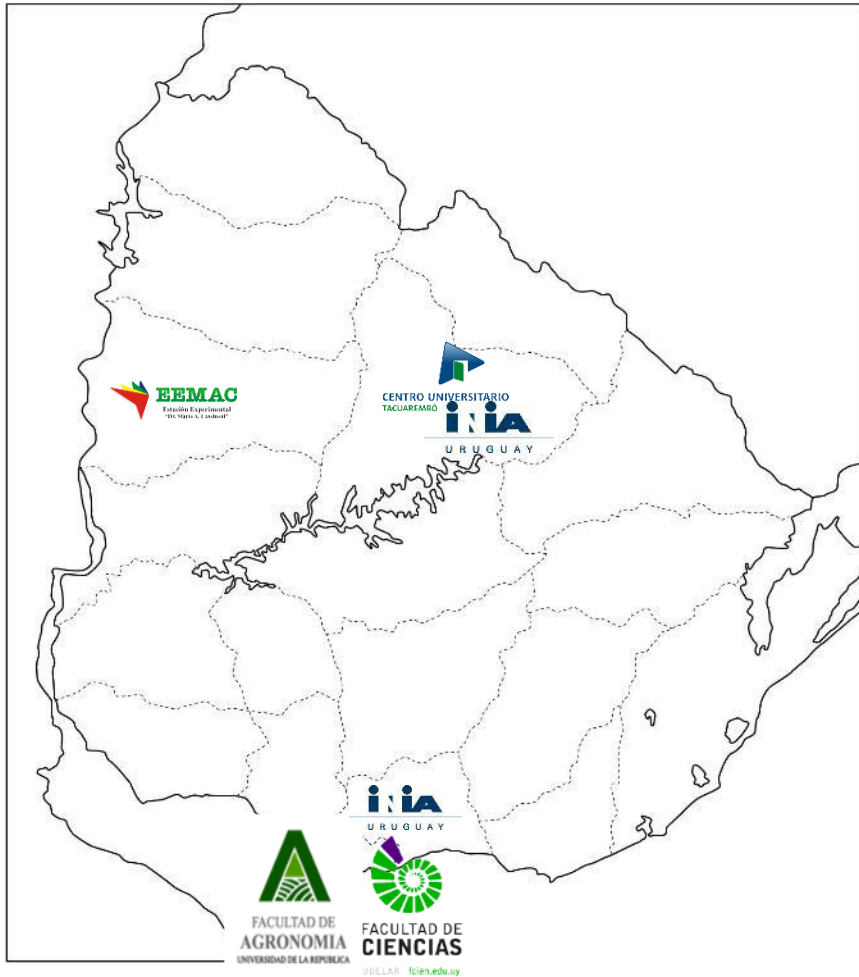 EEMAC
Estación Experimental
"Dr. Mario A. Cassinoni"
CENTRO UNIVERSITARIO
TACUAREMBÓ
iNiA
URUGUAY
iNiA
URUGUAY
FACULTAD DE
AGRONOMIA
UNIVERSIDAD DE LA REPUBLICA
FACULTAD DE
CIENCIAS
UDELAR fcien.edu.uy